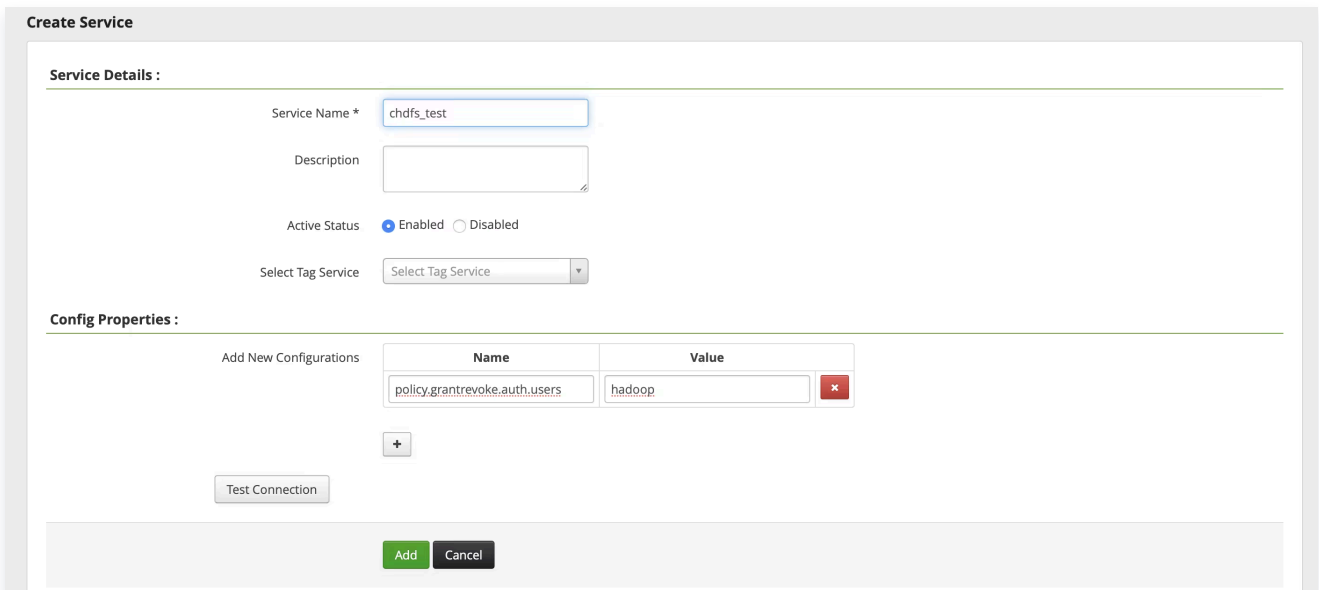 Create Service
Service Details :
Service Name * chdfs_test
Description
Active Status Enabled Disabled
Select Tag Service Select Tag Service
Config Properties :
Add New Configurations Name Value
policy.grantrevoke.auth.users hadoop
+
Test Connection
Add Cancel